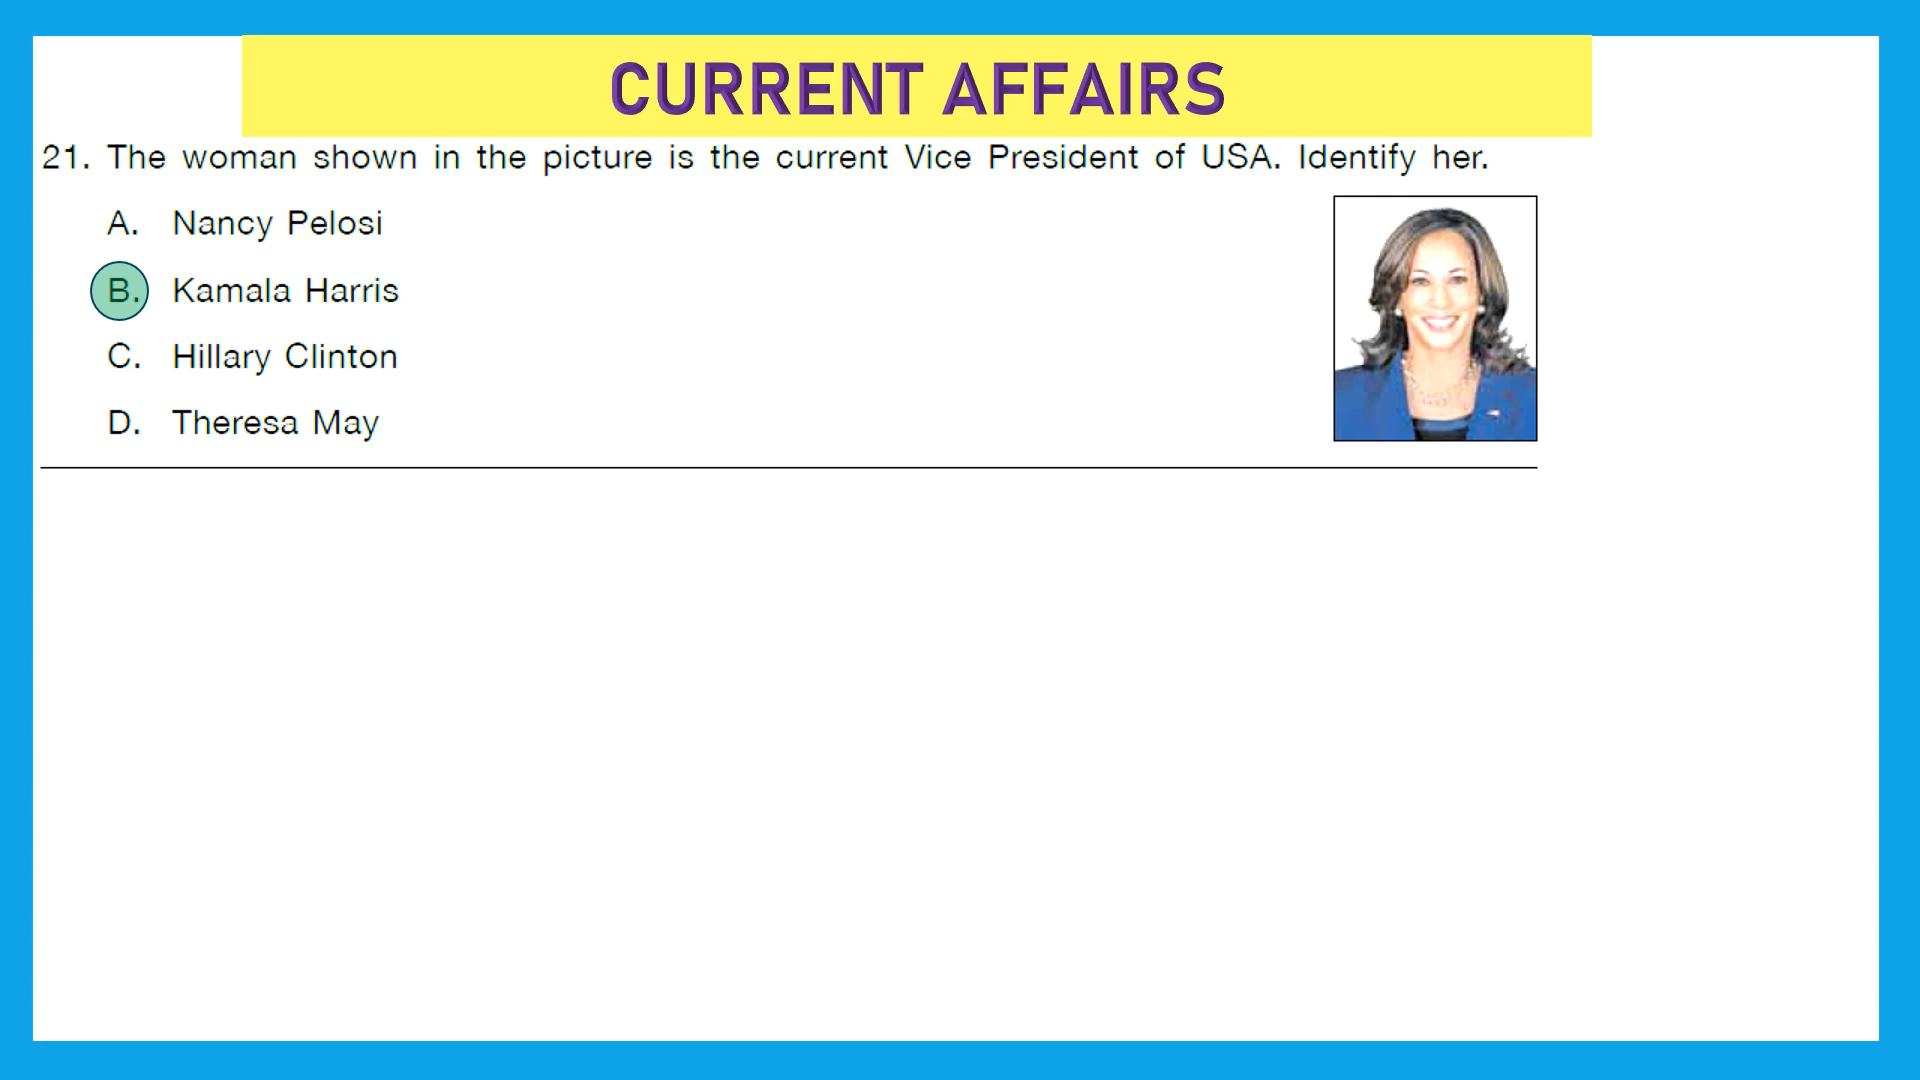 CURRENT AFFAIRS
21. The woman shown in the picture is the current Vice President of USA. Identify her.
A. Nancy Pelosi
B. Kamala Harris
C. Hillary Clinton
D. Theresa May